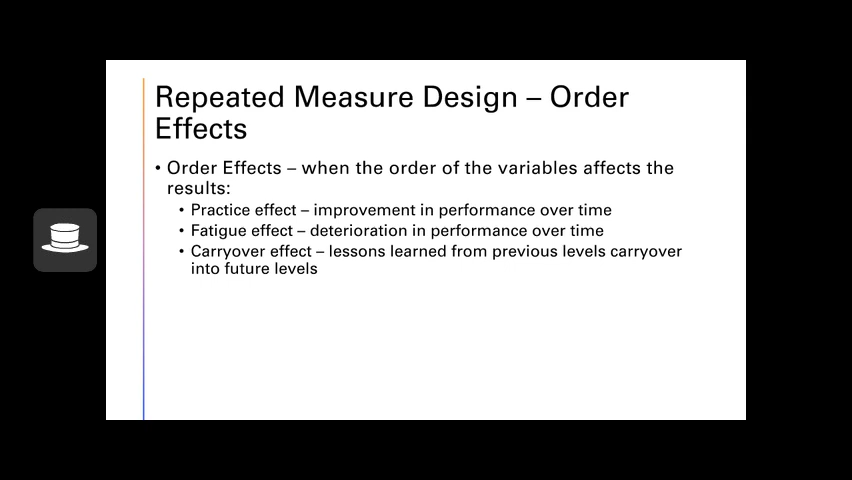 Repeated Measure Design – Order
Effects
• Order Effects – when the order of the variables affects the
results:
• Practice effect – improvement in performance over time
• Fatigue effect – deterioration in performance over time
• Carryover effect – lessons learned from previous levels carryover
into future levels